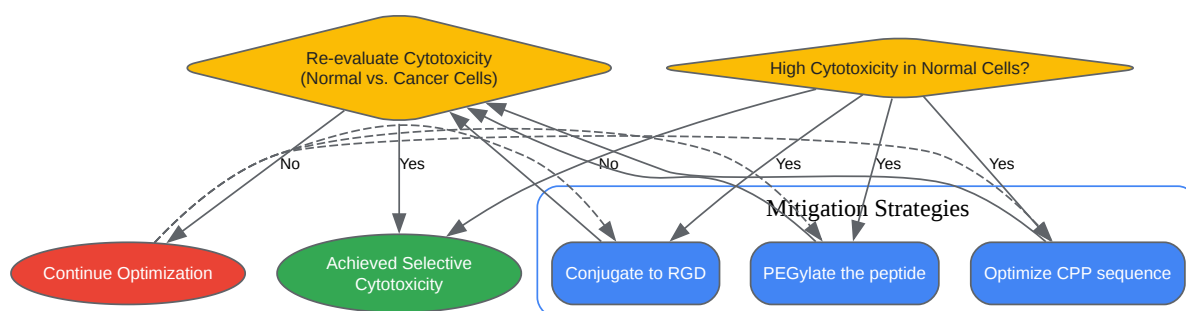 Re-evaluate Cytotoxicity
(Normal vs. Cancer Cells)
High Cytotoxicity in Normal Cells?
No
Yes
No
Yes
Yes
Yes
Mitigation Strategies
Continue Optimization
Achieved Selective
Cytotoxicity
Conjugate to RGD
PEGylate the peptide
Optimize CPP sequence